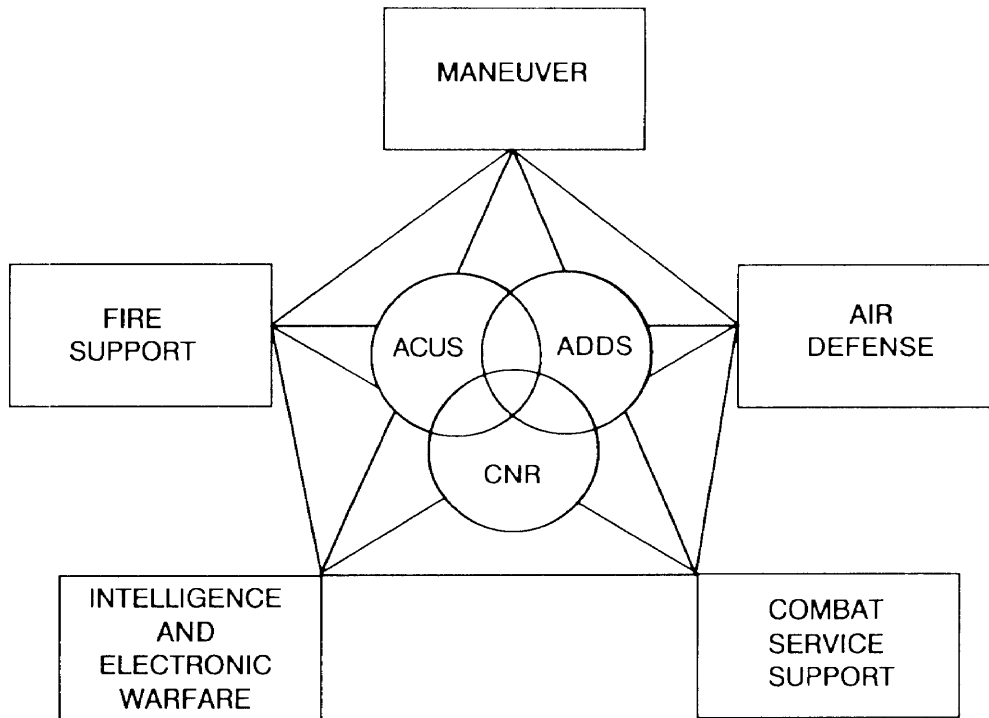 MANEUVER
FIRE
SUPPORT
ACUS
ADDS
AIR
DEFENSE
CNR
INTELLIGENCE
AND
ELECTRONIC
WARFARE
COMBAT
SERVICE
SUPPORT